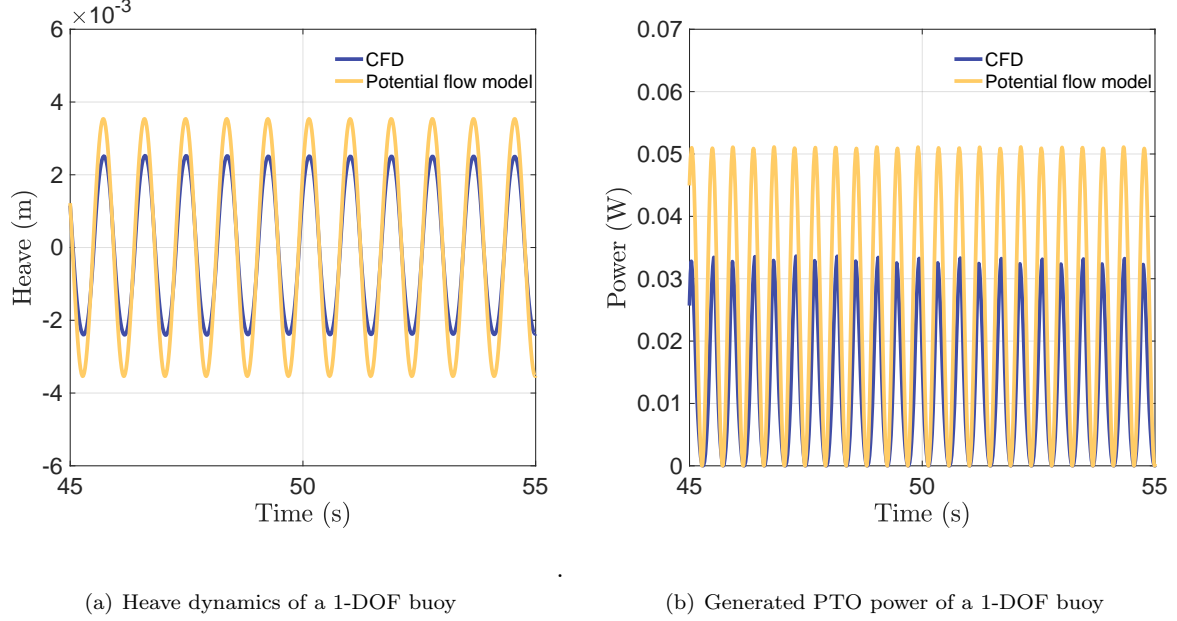 ×10⁻³
6
4
2
0
-2
-4
-6
45
50
55
Heave (m)
Time (s)
CFD
Potential flow model
0.07
0.06
0.05
0.04
0.03
0.02
0.01
0
45
50
55
Power (W)
Time (s)
CFD
Potential flow model
.
(a) Heave dynamics of a 1-DOF buoy
(b) Generated PTO power of a 1-DOF buoy